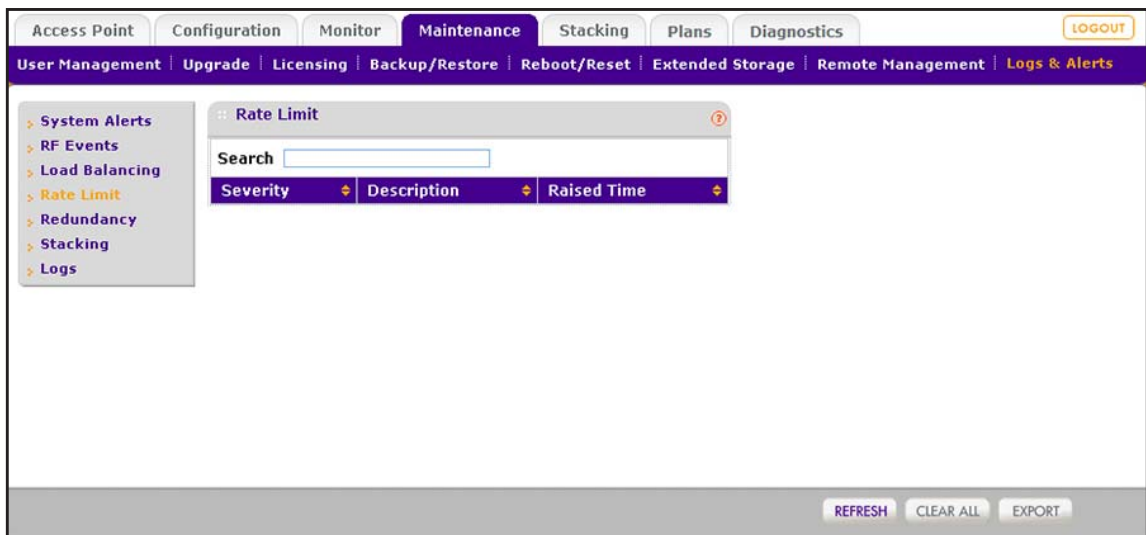 Access Point Configuration Monitor Maintenance Stacking Plans Diagnostics LOGOUT
User Management Upgrade Licensing Backup/Restore Reboot/Reset Extended Storage Remote Management Logs & Alerts
System Alerts
RF Events
Load Balancing
Rate Limit
Redundancy
Stacking
Logs
Rate Limit ?
Search
Severity Description Raised Time
REFRESH CLEAR ALL EXPORT